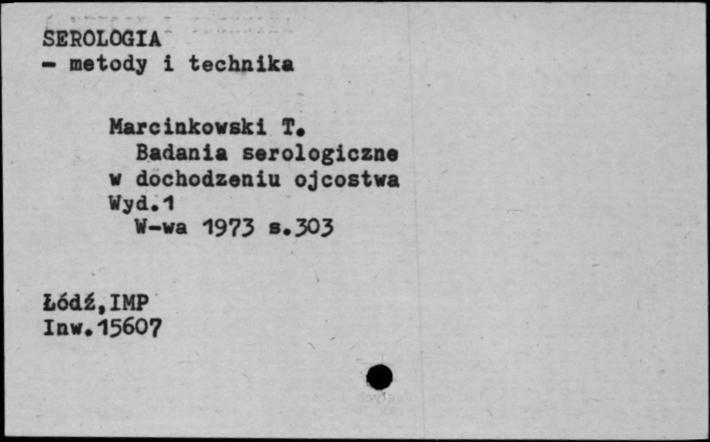 SEROLOGIA
- metody i technika
Marcinkowski T.
Badania serologiczne
w dochodzeniu ojcostwa
Wyd.1
W-wa 1973 s.303
Łódź,IMP
Inw.15607